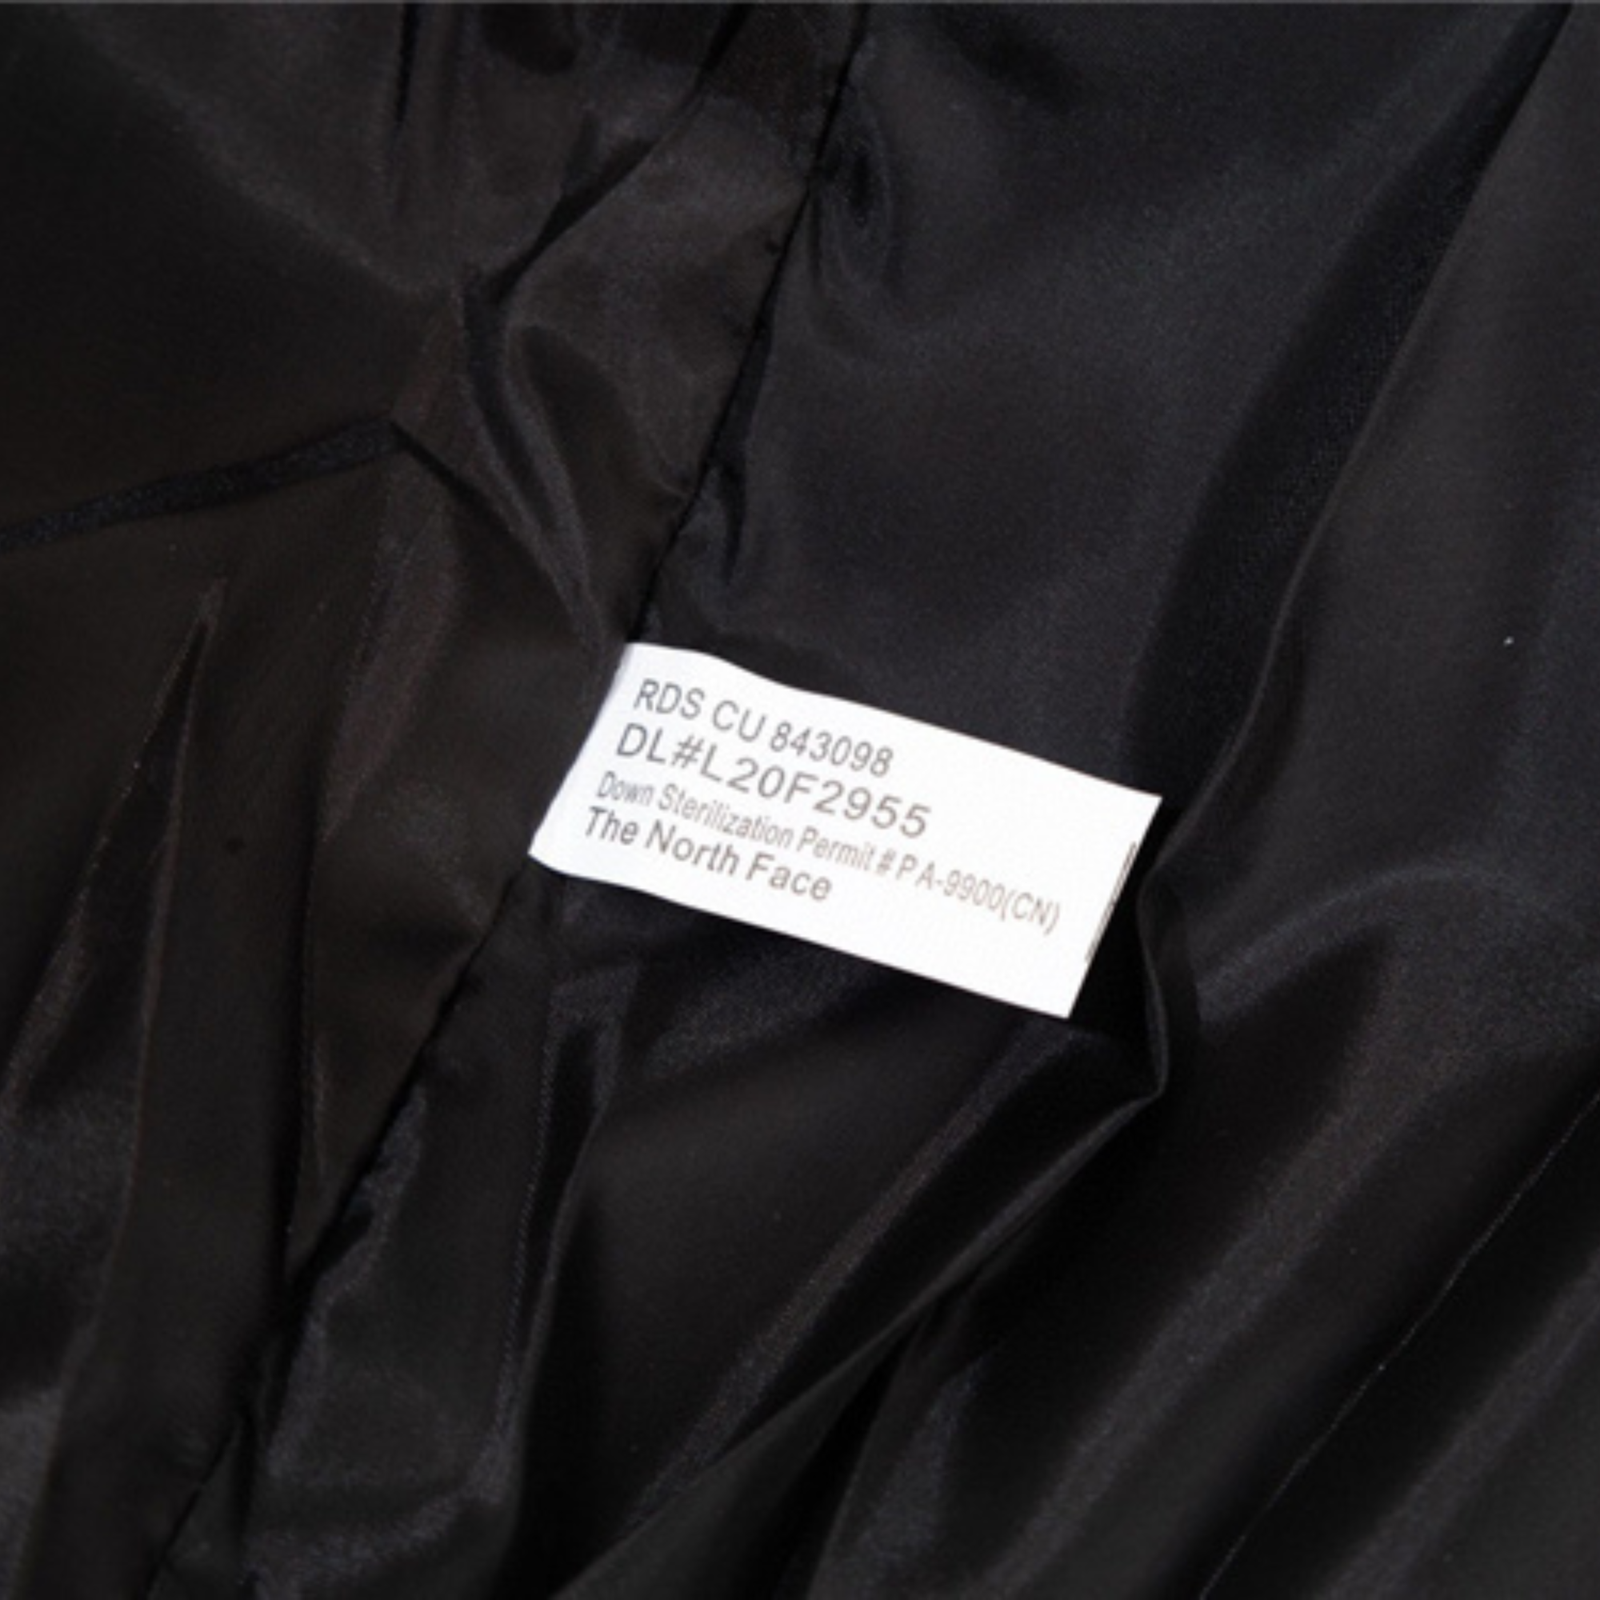 RDS CU 843098
DL#L20F2955
Down Sterilization Permit # P A-9900(CN)
The North Face